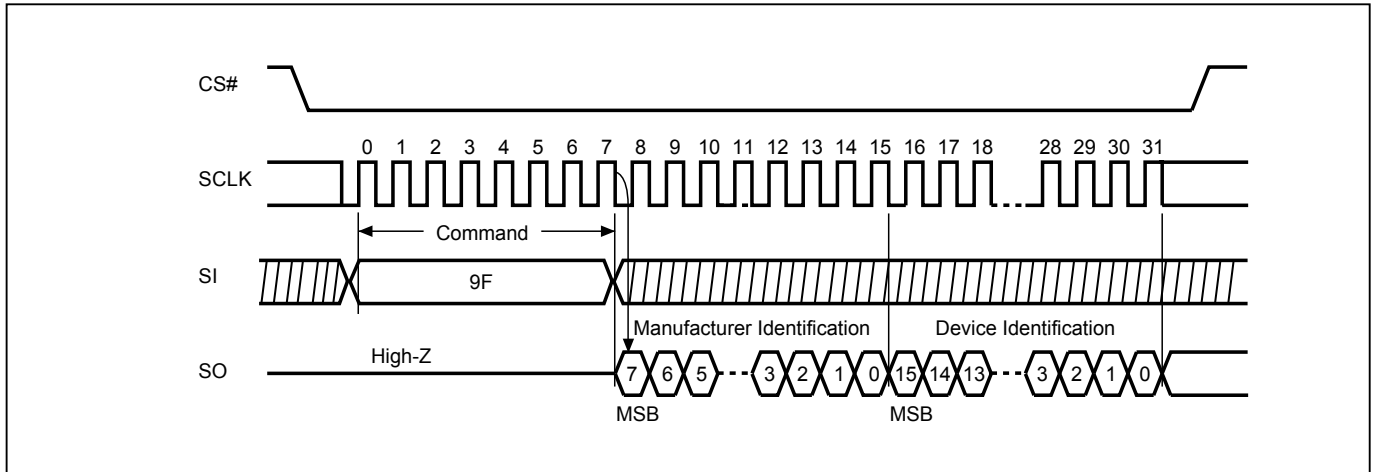 CS#
0 1 2 3 4 5 6 7 8 9 10 11 12 13 14 15 16 17 18 28 29 30 31
SCLK
Command
SI
9F
Manufacturer Identification Device Identification
High-Z
SO
7 6 5 3 2 1 0 15 14 13 3 2 1 0
MSB MSB